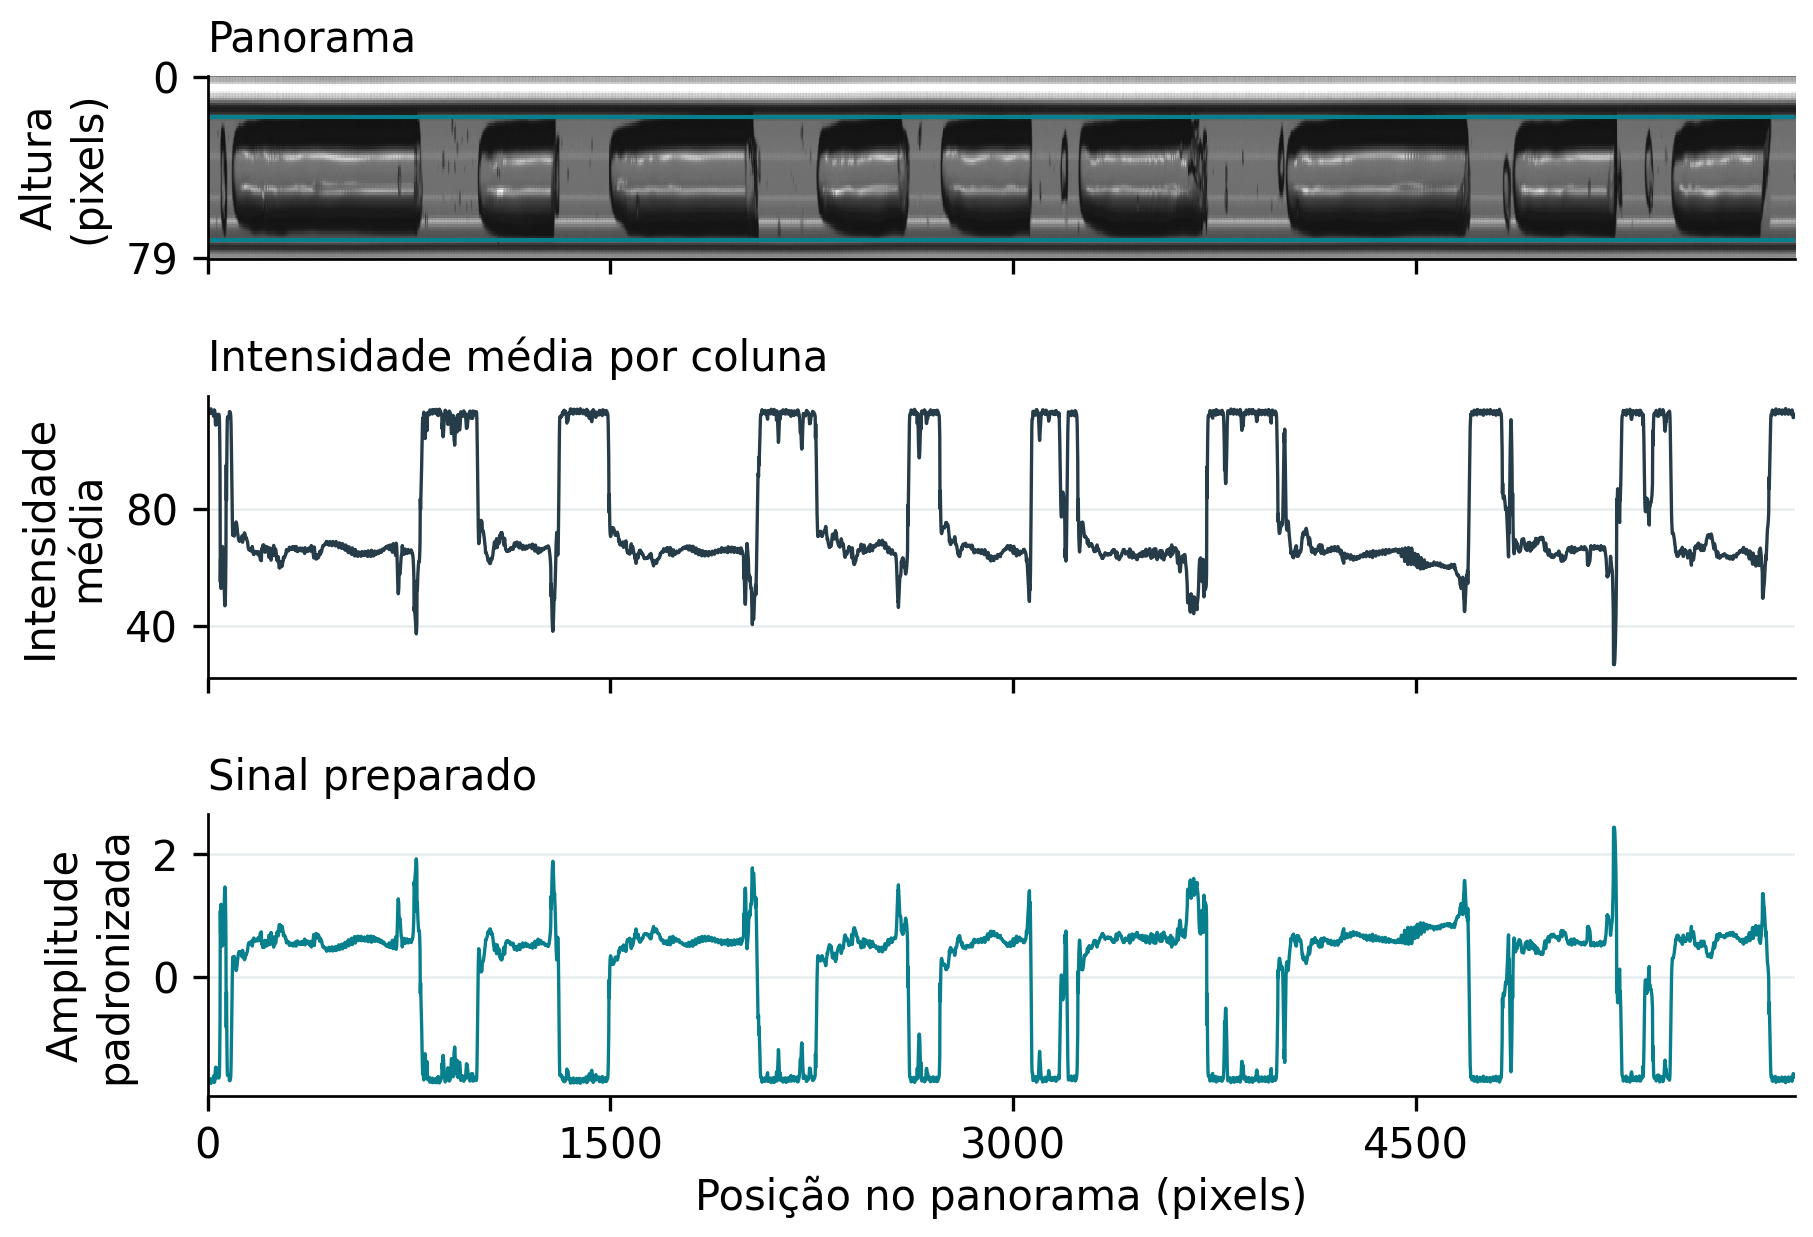 Panorama
Altura
(pixels)
0
79
Intensidade média por coluna
Intensidade
média
80
40
Sinal preparado
Amplitude
padronizada
2
0
0
1500
3000
4500
Posição no panorama (pixels)